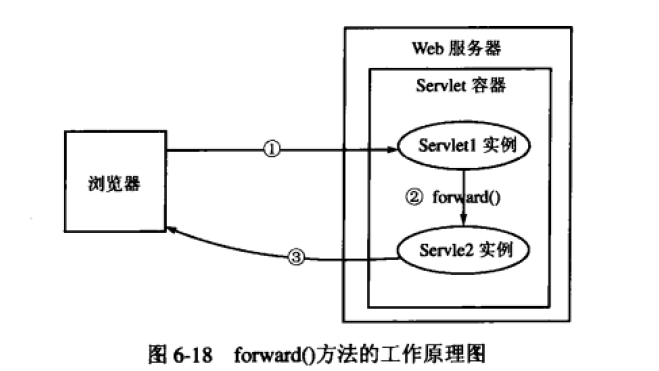 Web 服务器
Servlet 容器
①
Servlet1 实例
浏览器
② forward()
Servle2 实例
③
图 6-18 forward()方法的工作原理图